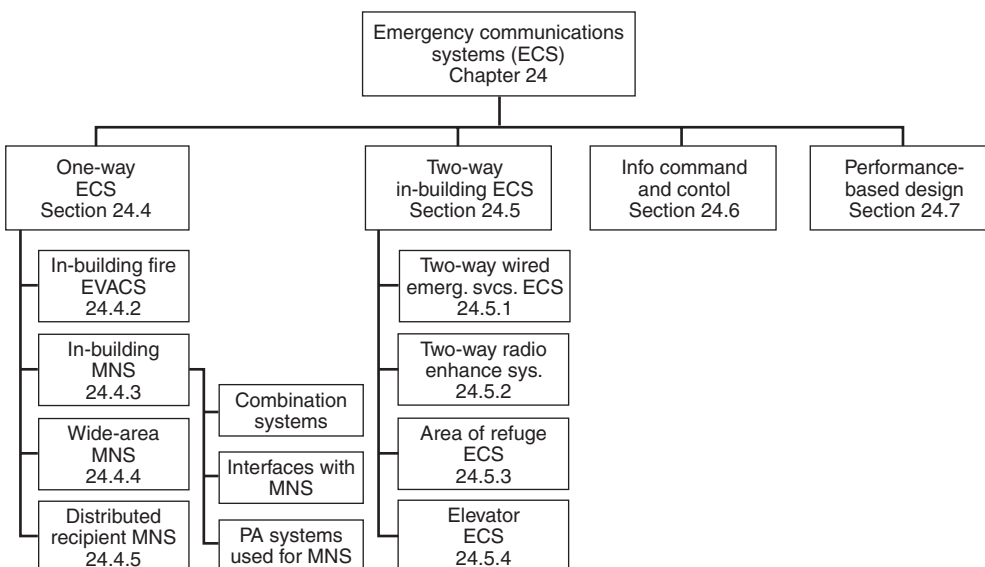 Emergency communications
systems (ECS)
Chapter 24
One-way
ECS
Section 24.4
Two-way
in-building ECS
Section 24.5
Info command
and contol
Section 24.6
Performance-
based design
Section 24.7
In-building fire
EVACS
24.4.2
In-building
MNS
24.4.3
Wide-area
MNS
24.4.4
Distributed
recipient MNS
24.4.5
Combination
systems
Interfaces with
MNS
PA systems
used for MNS
Two-way wired
emerg. svcs. ECS
24.5.1
Two-way radio
enhance sys.
24.5.2
Area of refuge
ECS
24.5.3
Elevator
ECS
24.5.4